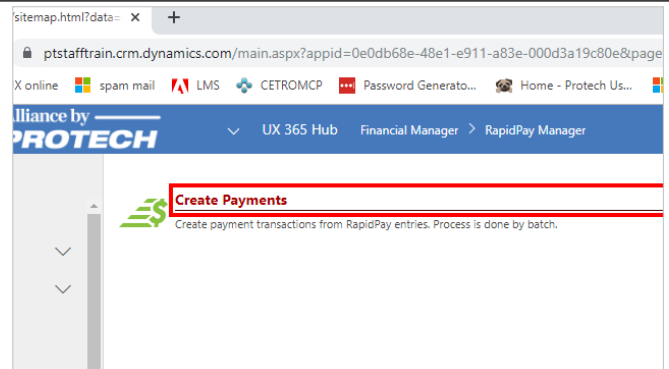 /sitemap.html?data=
ptstafftrain.crm.dynamics.com/main.aspx?appid=0e0db68e-48e1-e911-a83e-000d3a19c80e&page
X online spam mail LMS CETROMCP Password Generato... Home - Protech Us...
lliance by
PROTECH
UX 365 Hub Financial Manager > RapidPay Manager
Create Payments
Create payment transactions from RapidPay entries. Process is done by batch.